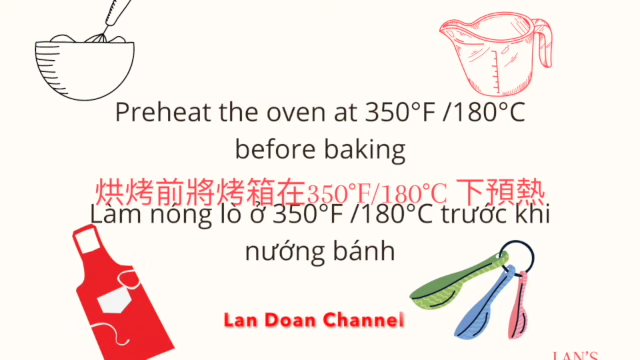 Preheat the oven at 350°F /180°C
before baking
烘烤前將烤箱在350°F/180°C 下預熱
Làm nóng lò ở 350°F /180°C trước khi
nướng bánh
Lan Doan Channel
LAN'S